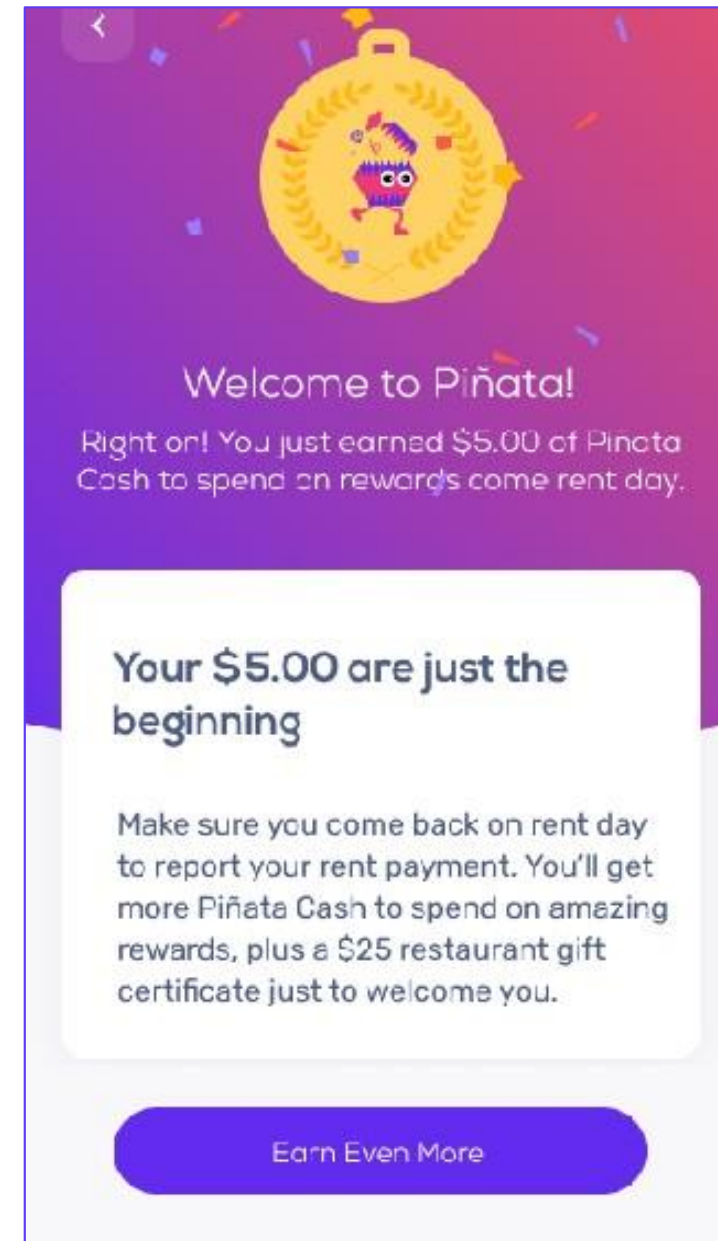 Welcome to Piñata!
Right on! You just earned $5.00 of Pinata
Cash to spend on rewards come rent day.
Your $5.00 are just the
beginning
Make sure you come back on rent day
to report your rent payment. You'll get
more Piñata Cash to spend on amazing
rewards, plus a $25 restaurant gift
certificate just to welcome you.
Earn Even More